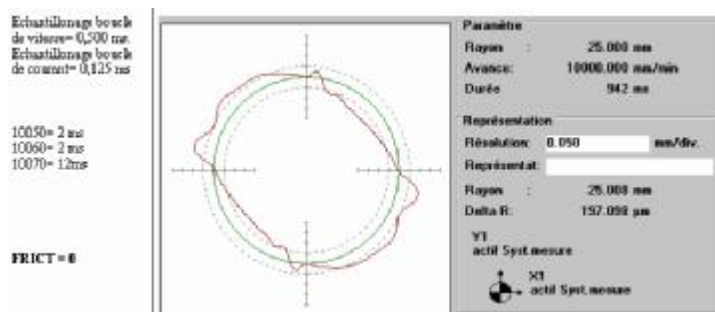 Echantillonage boucle
de vitesse= 0,500 ms.
Echantillonage boucle
de courant= 0,125 ms
10050= 2 ms
10060= 2 ms
10070= 12ms
FRICT = 0
Paramètre
Rayon : 25.000 mm
Avance: 10000.000 mm/min
Durée 942 ms
Représentation
Résolution: 0.050 mm/div.
Représentat:
Rayon : 25.008 mm
Delta R: 197.098 µm
Y1
actif Syst.mesure
X1
actif Syst.mesure